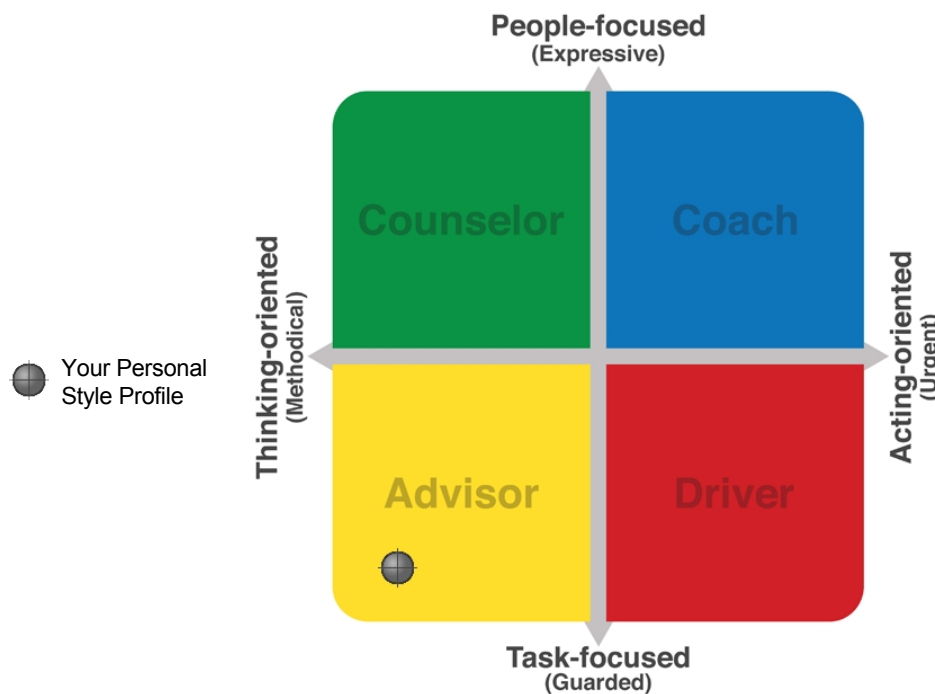 People-focused
(Expressive)
Counselor
Coach
Thinking-oriented
(Methodical)
Acting-oriented
(Urgent)
Your Personal
Style Profile
Advisor
Driver
Task-focused
(Guarded)